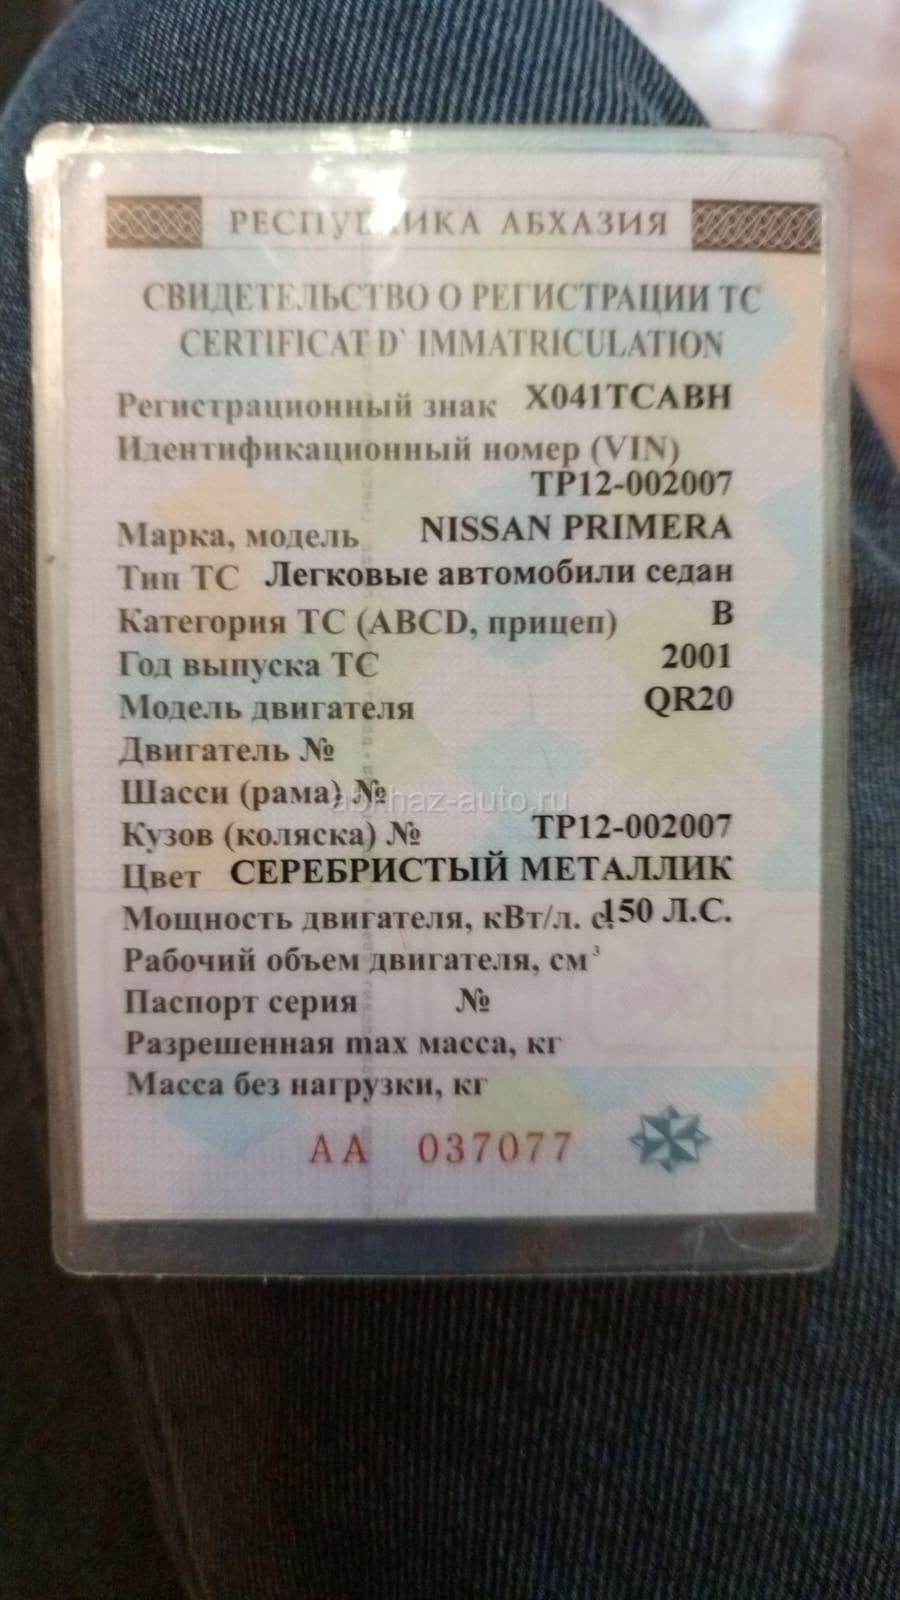 РЕСПУБЛИКА АБХАЗИЯ
СВИДЕТЕЛЬСТВО О РЕГИСТРАЦИИ ТС
CERTIFICAT D` IMMATRICULATION
Регистрационный знак Х041ТСАВН
Идентификационный номер (VIN)
TP12-002007
Марка, модель NISSAN PRIMERA
Тип ТС Легковые автомобили седан
Категория ТС (ABCD, прицеп) B
Год выпуска ТС 2001
Модель двигателя QR20
Двигатель №
Шасси (рама) №
abkhaz-auto.ru
Кузов (коляска) № TP12-002007
Цвет СЕРЕБРИСТЫЙ МЕТАЛЛИК
Мощность двигателя, кВт/л. с. 150 Л.С.
Рабочий объем двигателя, см³
Паспорт серия №
Разрешенная max масса, кг
Масса без нагрузки, кг
АА 037077